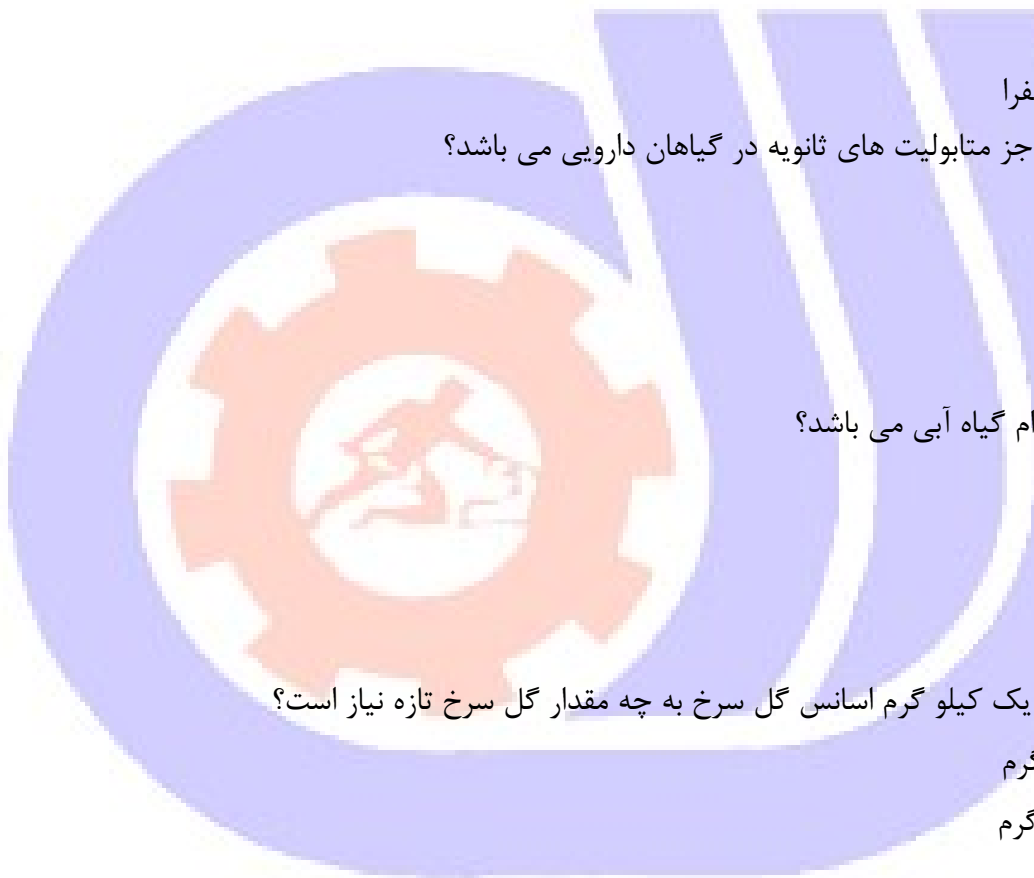 فرا
جز متابولیت های ثانویه در گیاهان دارویی می باشد؟
ام گیاه آبی می باشد؟
یک کیلو گرم اسانس گل سرخ به چه مقدار گل سرخ تازه نیاز است؟
گرم
گرم